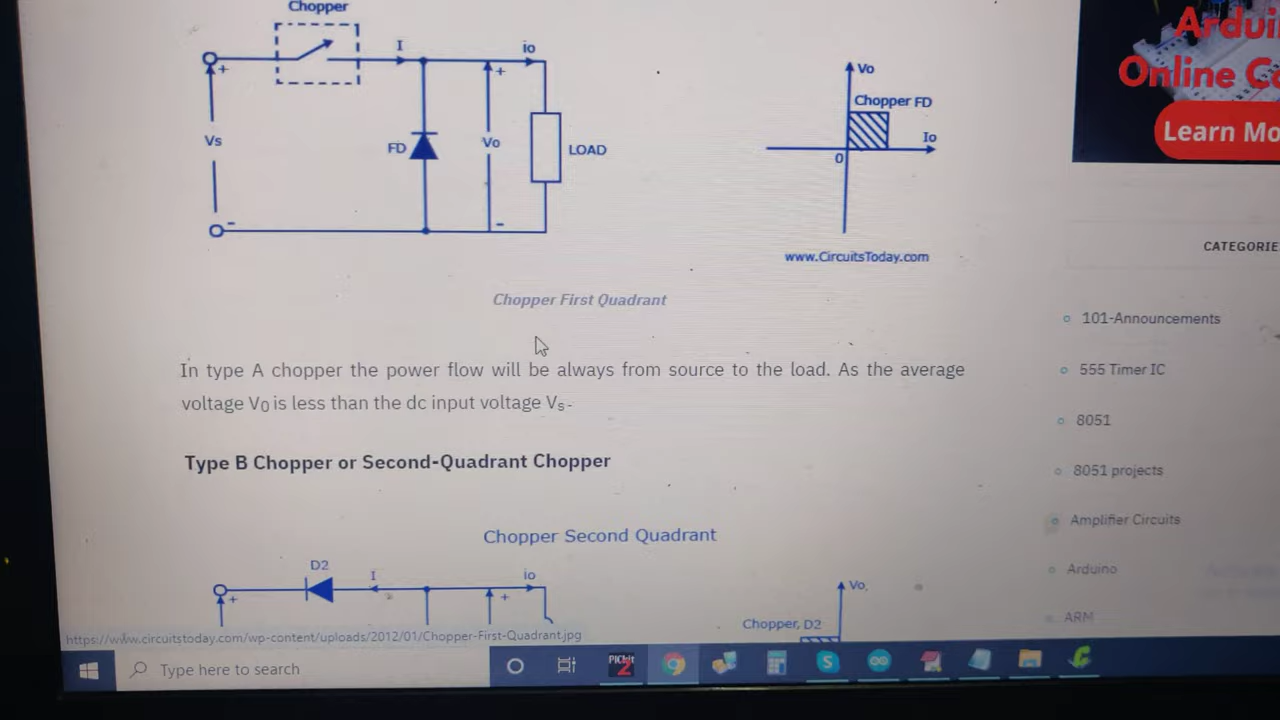 Chopper
I
io
+
+
Vs
FD
Vo
LOAD
-
-
Vo
Chopper FD
Io
0
www.CircuitsToday.com
Chopper First Quadrant
In type A chopper the power flow will be always from source to the load. As the average
voltage V0 is less than the dc input voltage Vs.
Type B Chopper or Second-Quadrant Chopper
Chopper Second Quadrant
D2
I
io
+
+
Vo
Chopper, D2
https://www.circuitstoday.com/wp-content/uploads/2012/01/Chopper-First-Quadrant.jpg
Online
Learn
CATEGORIE
101-Announcements
555 Timer IC
8051
8051 projects
Amplifier Circuits
Arduino
ARM
Type here to search
PICkit
2